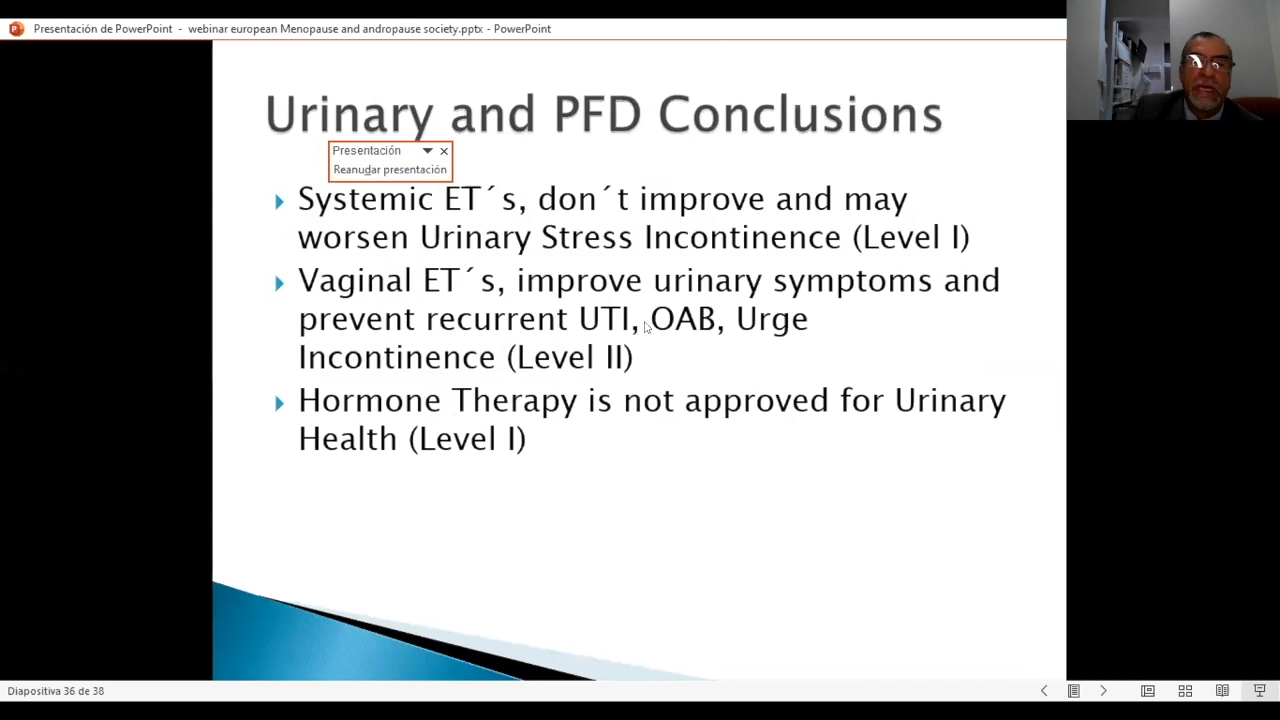 Presentación de PowerPoint - webinar european Menopause and andropause society.pptx - PowerPoint
Urinary and PFD Conclusions
Presentación
Reanudar presentación
Systemic ET´s, don´t improve and may
worsen Urinary Stress Incontinence (Level I)
Vaginal ET´s, improve urinary symptoms and
prevent recurrent UTI, OAB, Urge
Incontinence (Level II)
Hormone Therapy is not approved for Urinary
Health (Level I)
Diapositiva 36 de 38